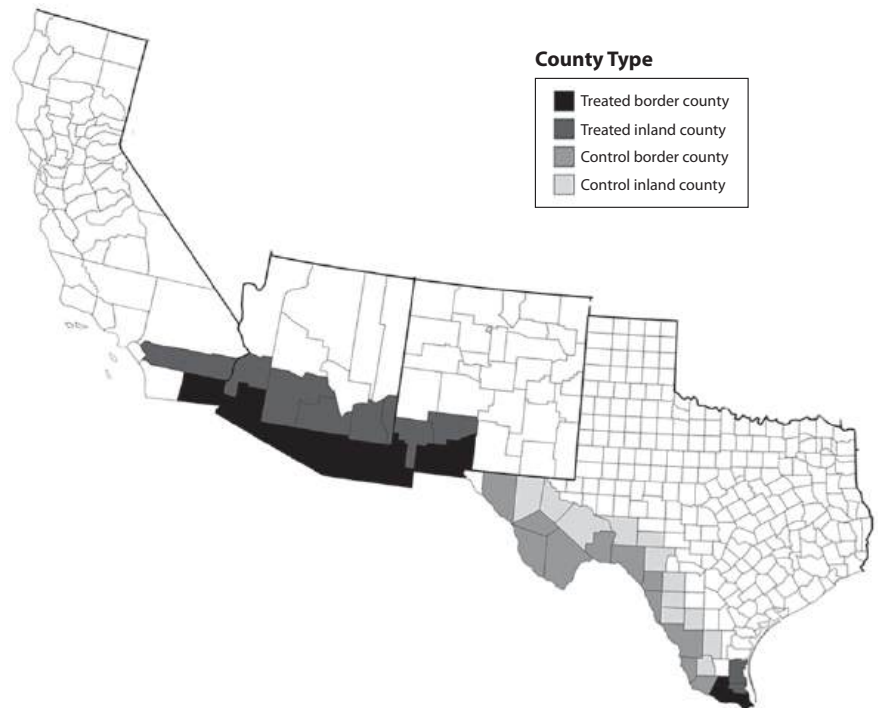 County Type
Treated border county
Treated inland county
Control border county
Control inland county